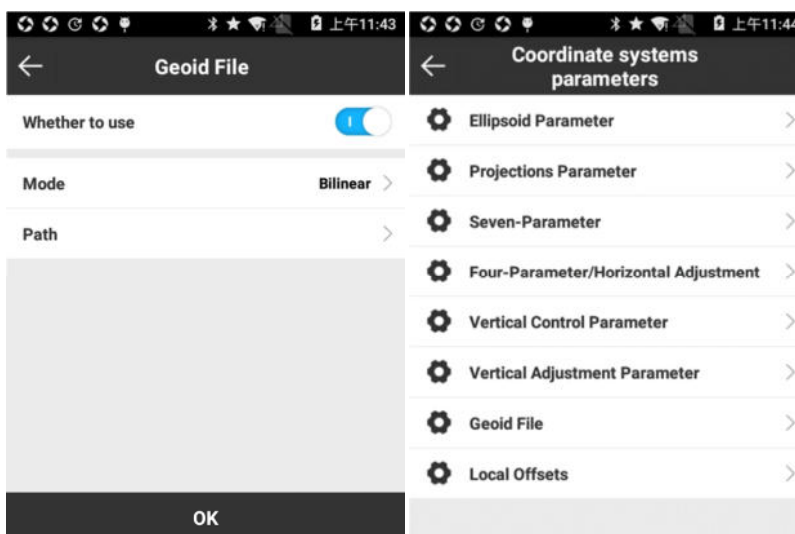 上午11:43
Geoid File
Whether to use
Mode Bilinear
Path
OK
上午11:44
Coordinate systems
parameters
Ellipsoid Parameter
Projections Parameter
Seven-Parameter
Four-Parameter/Horizontal Adjustment
Vertical Control Parameter
Vertical Adjustment Parameter
Geoid File
Local Offsets